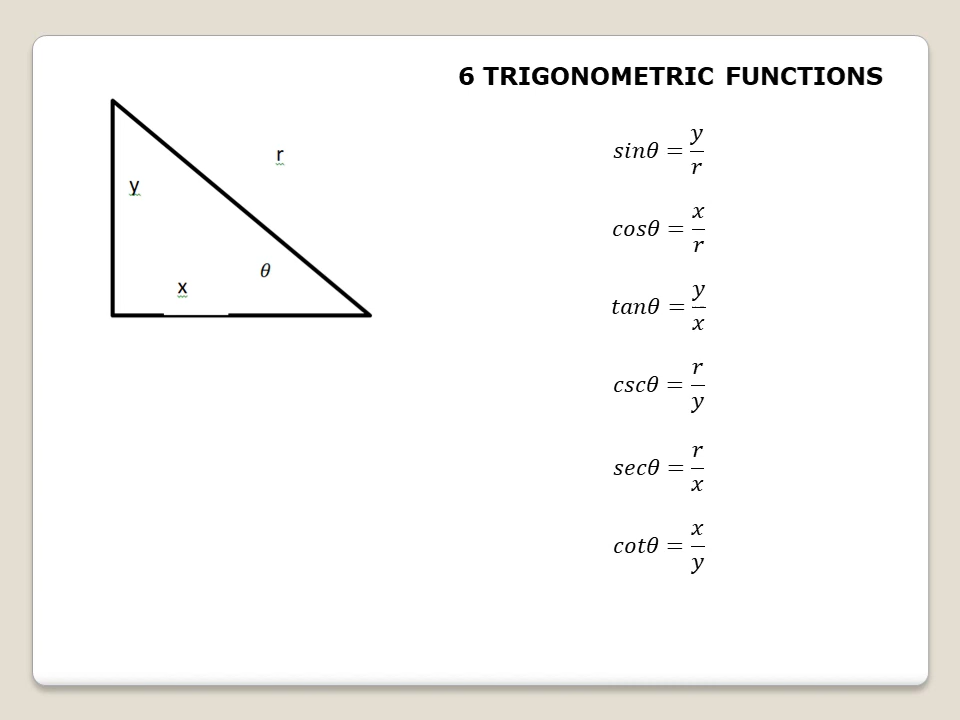 6 TRIGONOMETRIC FUNCTIONS
r
y
x
θ
sinθ = y/r
cosθ = x/r
tanθ = y/x
cscθ = r/y
secθ = r/x
cotθ = x/y